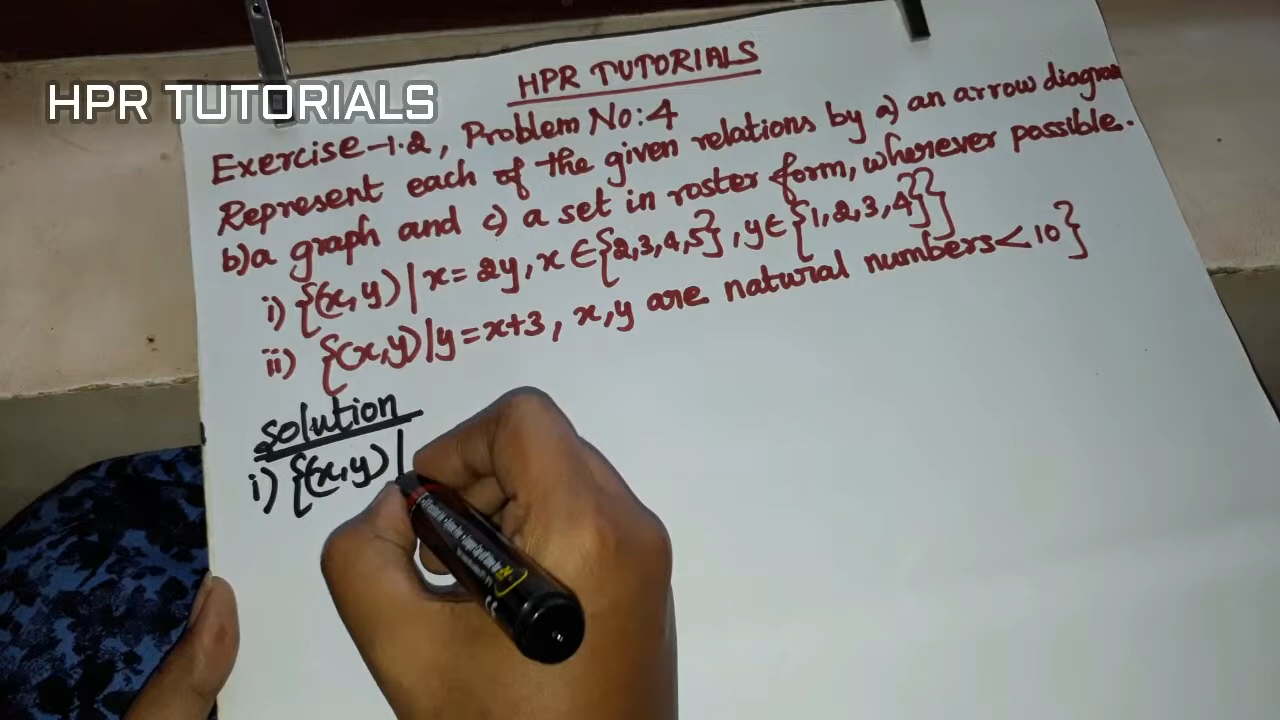 HPR TUTORIALS
HPR TUTORIALS
Exercise-1.2, Problem No:4
Represent each of the given relations by a) an arrow diagram
b) a graph and c) a set in roster form, wherever possible.
i) {(x,y) | x=2y, x∈{2,3,4,5}, y∈{1,2,3,4}}
ii) {(x,y) | y=x+3, x,y are natural numbers<10}
Solution
i) {(x,y) |